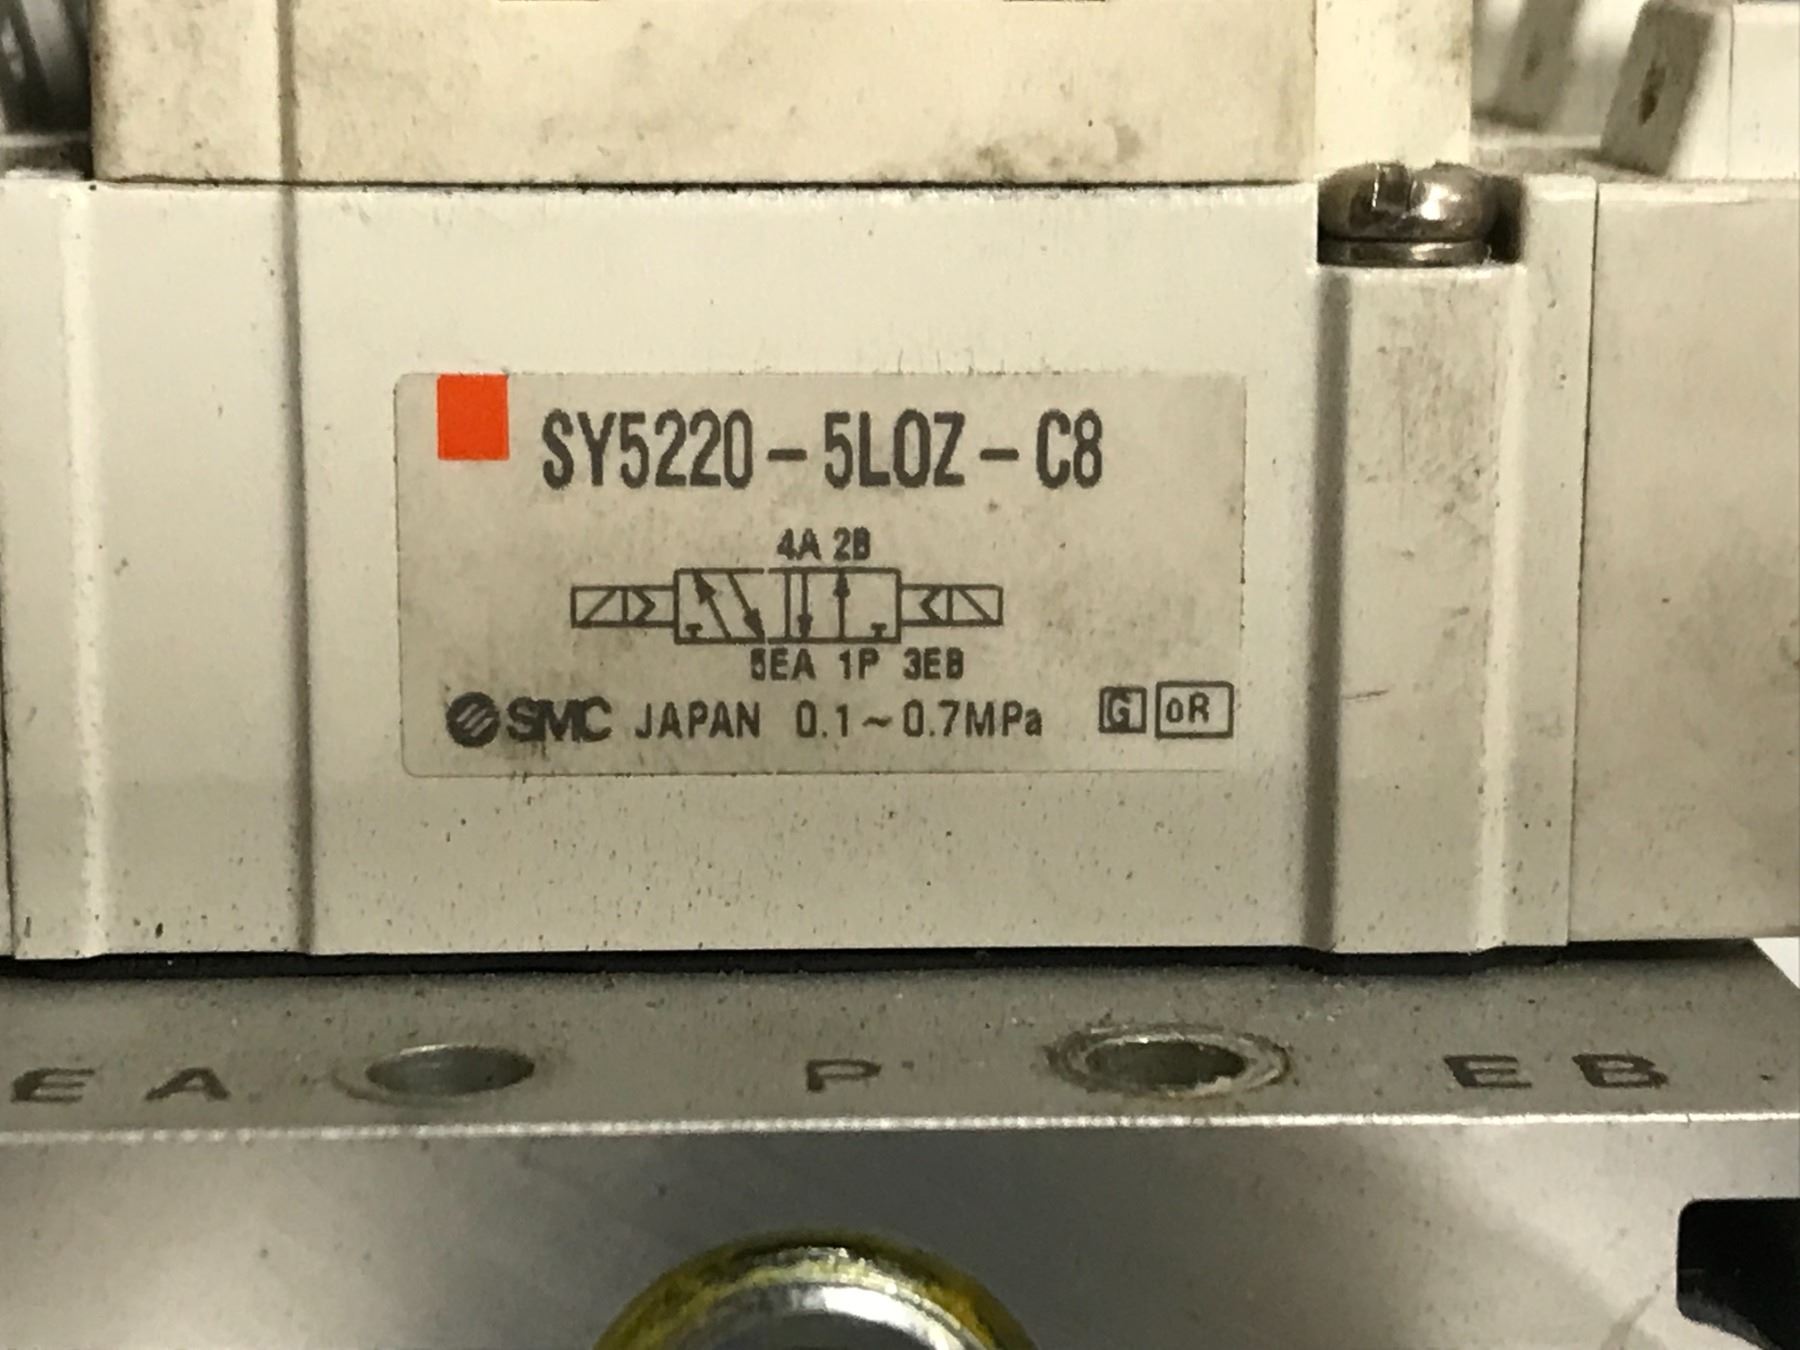 SY5220-5LOZ-C8
4A 2B
5EA 1P 3EB
SMC JAPAN 0.1~0.7MPa G oR
EA P EB